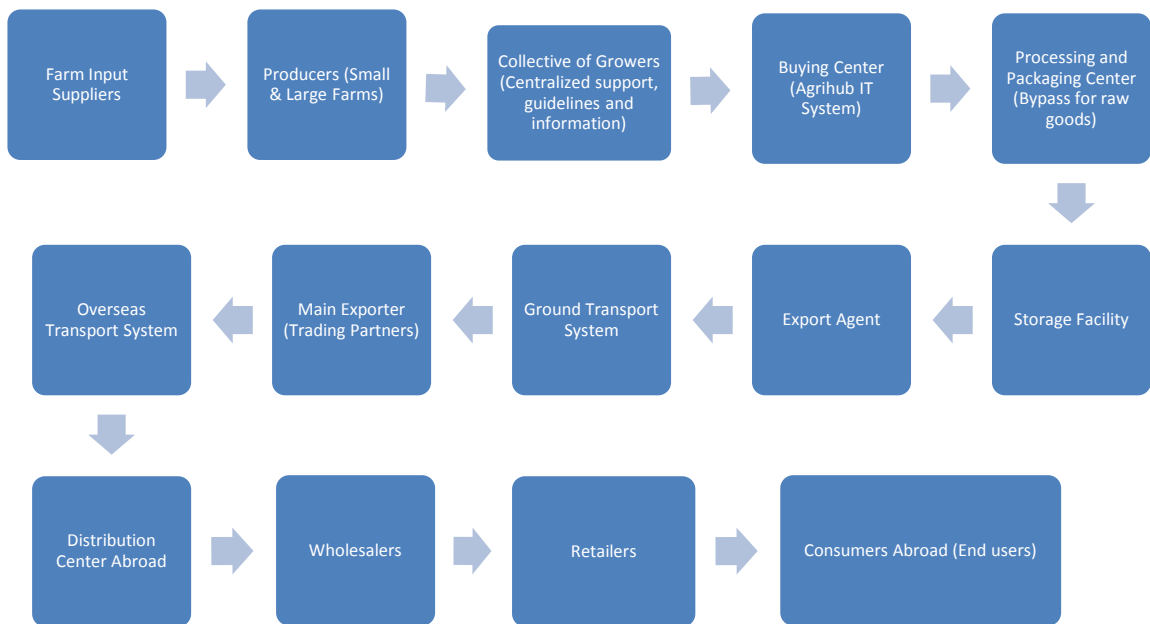 Farm Input
Suppliers
Producers (Small
& Large Farms)
Collective of Growers
(Centralized support,
guidelines and
information)
Buying Center
(Agrihub IT
System)
Processing and
Packaging Center
(Bypass for raw
goods)
Storage Facility
Export Agent
Ground Transport
System
Main Exporter
(Trading Partners)
Overseas
Transport System
Distribution
Center Abroad
Wholesalers
Retailers
Consumers Abroad (End users)